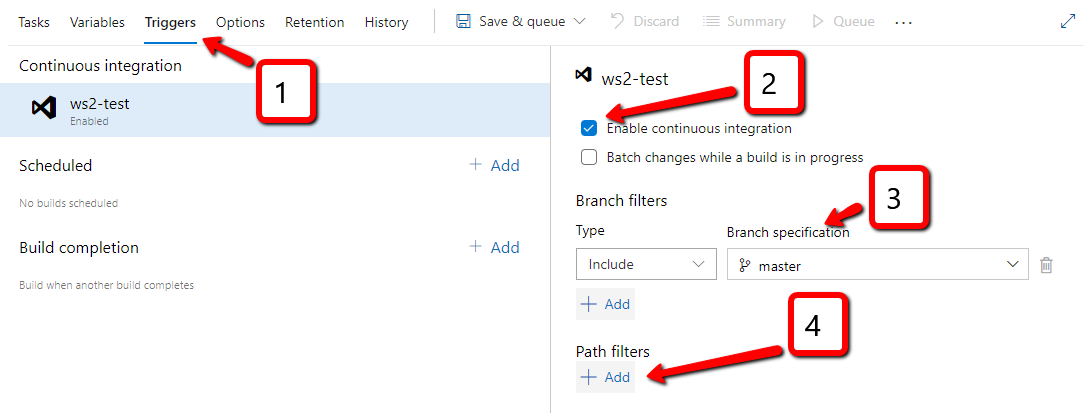 Tasks Variables Triggers Options Retention History Save & queue Discard Summary Queue ...
Continuous integration
1
ws2-test
Enabled
Scheduled + Add
No builds scheduled
Build completion + Add
Build when another build completes
ws2-test
2
Enable continuous integration
Batch changes while a build is in progress
3
Branch filters
Type Branch specification
Include master
+ Add
4
Path filters
+ Add